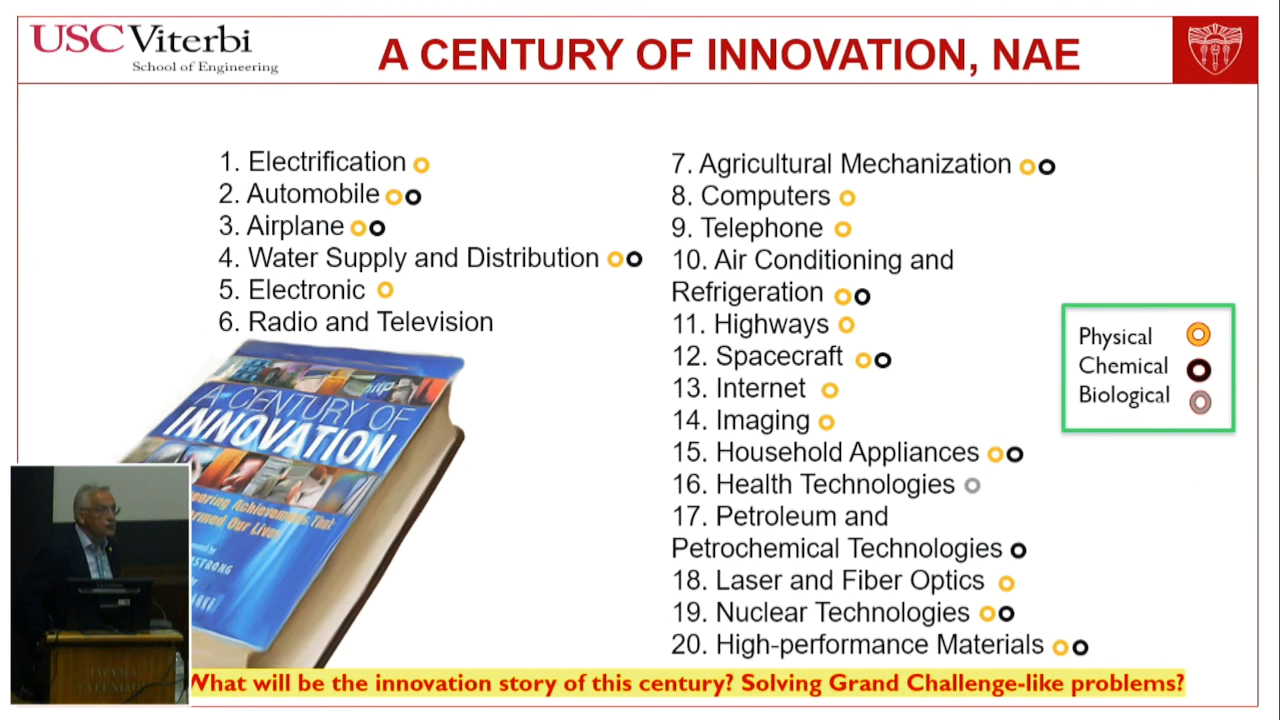 USC Viterbi
School of Engineering
A CENTURY OF INNOVATION, NAE
1. Electrification
2. Automobile
3. Airplane
4. Water Supply and Distribution
5. Electronic
6. Radio and Television
7. Agricultural Mechanization
8. Computers
9. Telephone
10. Air Conditioning and
Refrigeration
11. Highways
12. Spacecraft
13. Internet
14. Imaging
15. Household Appliances
16. Health Technologies
17. Petroleum and
Petrochemical Technologies
18. Laser and Fiber Optics
19. Nuclear Technologies
20. High-performance Materials
Physical
Chemical
Biological
A CENTURY OF
INNOVATION
That
Our Lives
What will be the innovation story of this century? Solving Grand Challenge-like problems?